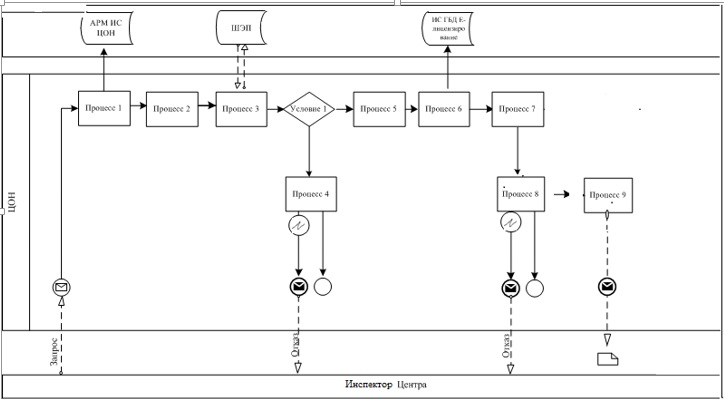 АРМ ИС
ЦОН
ШЭП
ИС ГБД Е-
лицензиро
вание
Процесс 1
Процесс 2
Процесс 3
Условие 1
Процесс 5
Процесс 6
Процесс 7
Процесс 4
Процесс 8
Процесс 9
ЦОН
Запрос
Отказ
Отказ
Инспектор Центра